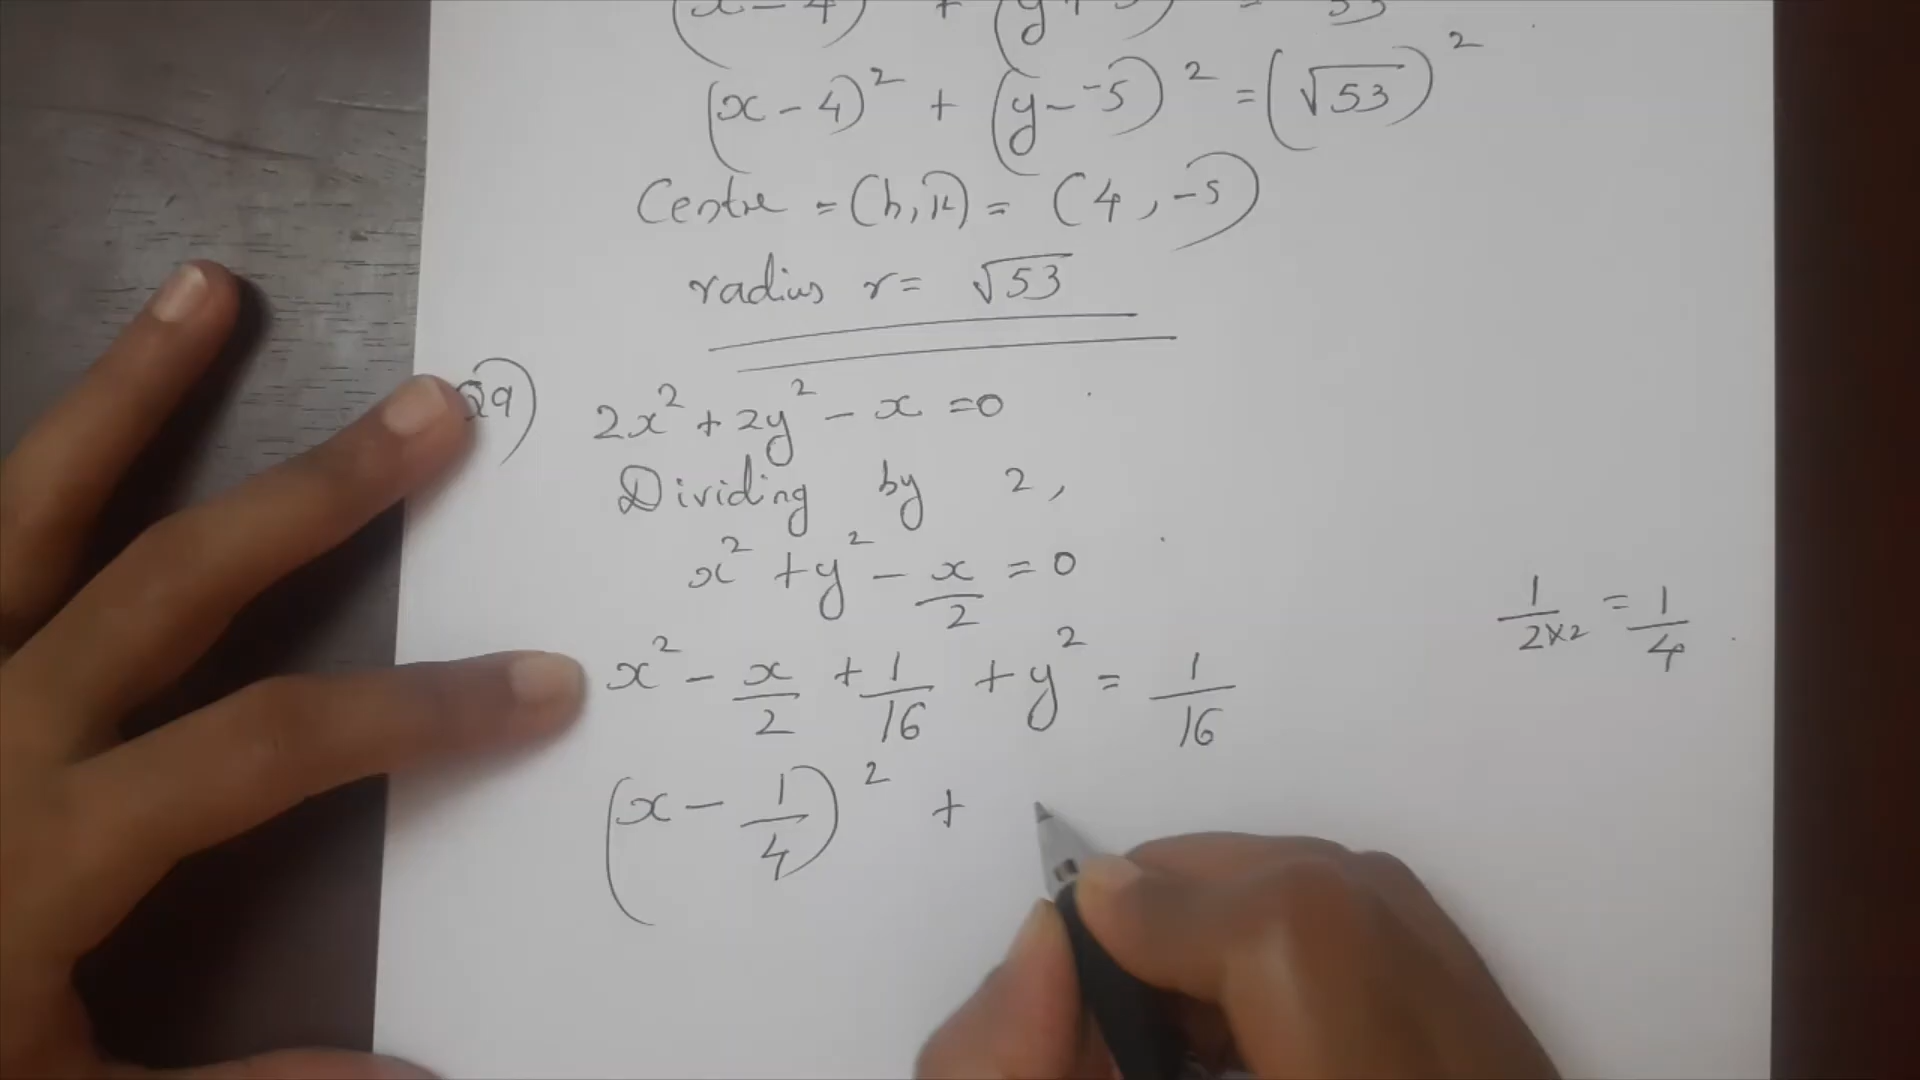 (x-4)² + (y--5)² = (√53)²
Centre = (h,k) = (4, -5)
radius r = √53
29) 2x² + 2y² - x = 0
Dividing by 2,
x² + y² - x/2 = 0
x² - x/2 + 1/16 + y² = 1/16
1/2×2 = 1/4
(x - 1/4)² +